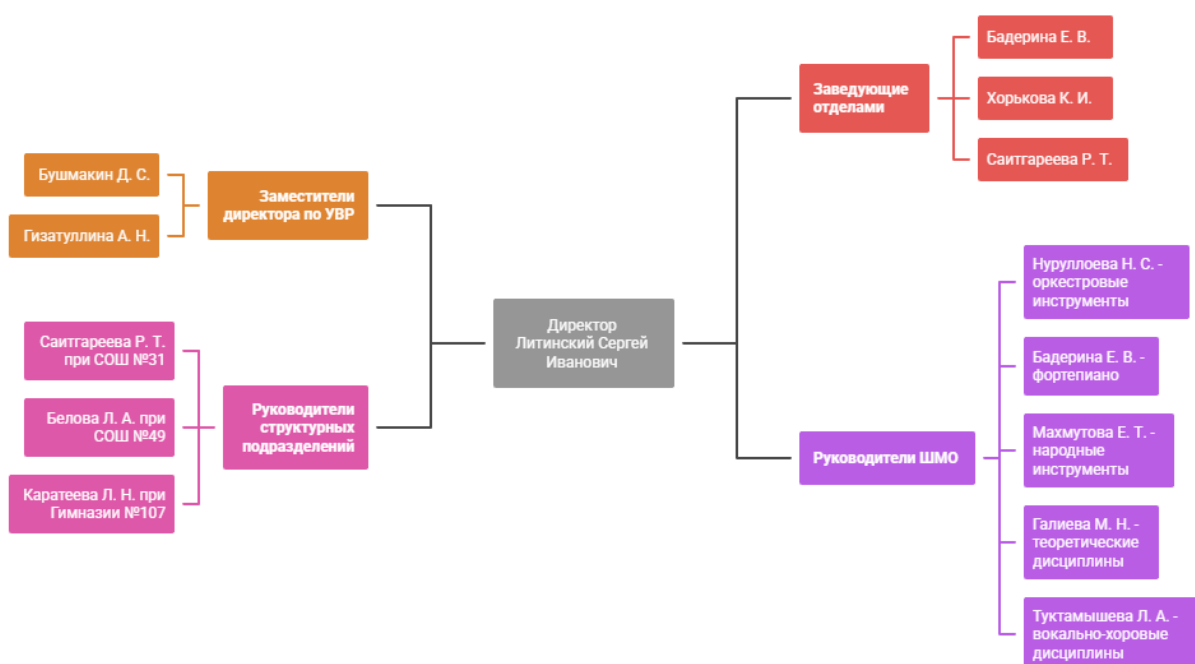 Директор
Литинский Сергей
Иванович
Заместители
директора по УВР
Бушмакин Д. С.
Гизатуллина А. Н.
Руководители
структурных
подразделений
Саитгареева Р. Т.
при СОШ №31
Белова Л. А. при
СОШ №49
Каратеева Л. Н. при
Гимназии №107
Заведующие
отделами
Бадерина Е. В.
Хорькова К. И.
Саитгареева Р. Т.
Руководители ШМО
Нуруллоева Н. С. -
оркестровые
инструменты
Бадерина Е. В. -
фортепиано
Махмутова Е. Т. -
народные
инструменты
Галиева М. Н. -
теоретические
дисциплины
Туктамышева Л. А. -
вокально-хоровые
дисциплины